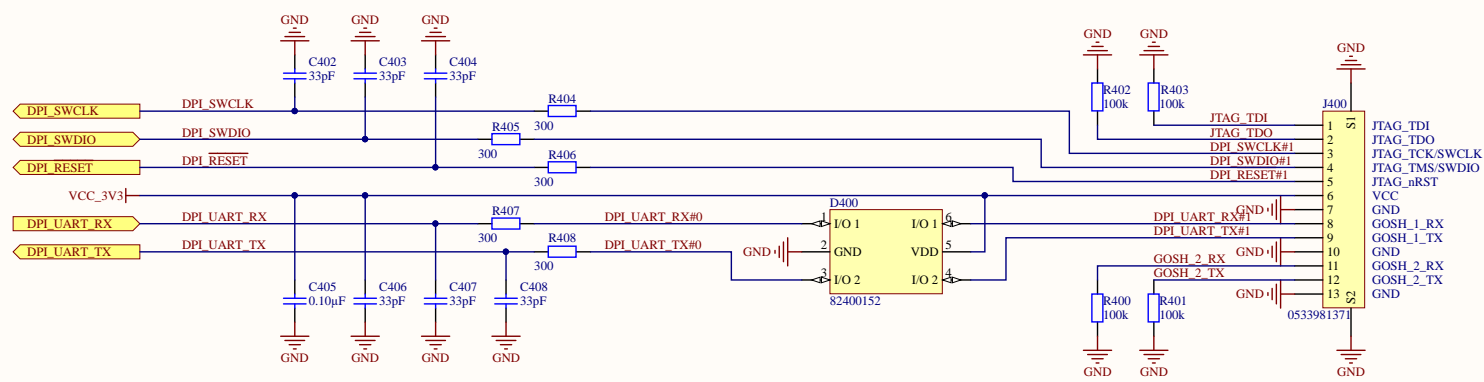 GND GND GND
GND GND
GND
C402 C403 C404
33pF 33pF 33pF
R402 R403
100k 100k
J400
DPI_SWCLK DPI_SWCLK R404
300
S1
JTAG_TDI 1 JTAG_TDI
DPI_SWDIO DPI_SWDIO R405
300
JTAG_TDO 2 JTAG_TDO
DPI_SWCLK#1 3 JTAG_TCK/SWCLK
DPI_RESET DPI_RESET R406
300
DPI_SWDIO#1 4 JTAG_TMS/SWDIO
DPI_RESET#1 5 JTAG_nRST
VCC_3V3
6 VCC
D400
GND 7 GND
DPI_UART_RX DPI_UART_RX R407 DPI_UART_RX#0 1 I/O 1 I/O 1 6 DPI_UART_RX#1 8 GOSH_1_RX
300
DPI_UART_TX#1 9 GOSH_1_TX
DPI_UART_TX DPI_UART_TX R408 DPI_UART_TX#0 GND 2 GND VDD 5 GND 10 GND
300
GOSH_2_RX 11 GOSH_2_RX
3 I/O 2 I/O 2 4
GOSH_2_TX 12 GOSH_2_TX
C405 C406 C407 C408
0.10µF 33pF 33pF 33pF
82400152
GND 13 GND
S2
R400 R401
100k 100k
0533981371
GND GND GND GND
GND GND GND